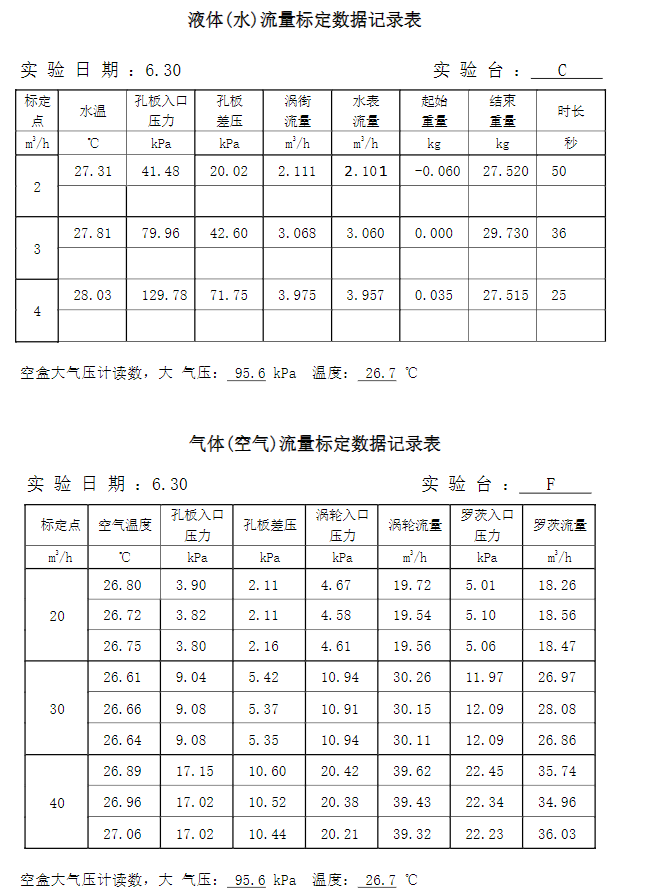 液体(水)流量标定数据记录表
实 验 日 期 ：6.30 实 验 台 ： C
标定点 水温 孔板入口压力 孔板差压 涡街流量 水表流量 起始重量 结束重量 时长
m³/h ℃ kPa kPa m³/h m³/h kg kg 秒
2 27.31 41.48 20.02 2.111 2.101 -0.060 27.520 50
3 27.81 79.96 42.60 3.068 3.060 0.000 29.730 36
4 28.03 129.78 71.75 3.975 3.957 0.035 27.515 25
空盒大气压计读数，大 气压： 95.6 kPa 温度： 26.7 ℃
气体(空气)流量标定数据记录表
实 验 日 期 ：6.30 实 验 台 ： F
标定点 空气温度 孔板入口压力 孔板差压 涡轮入口压力 涡轮流量 罗茨入口压力 罗茨流量
m³/h ℃ kPa kPa kPa m³/h kPa m³/h
20 26.80 3.90 2.11 4.67 19.72 5.01 18.26
26.72 3.82 2.11 4.58 19.54 5.10 18.56
26.75 3.80 2.16 4.61 19.56 5.06 18.47
30 26.61 9.04 5.42 10.94 30.26 11.97 26.97
26.66 9.08 5.37 10.91 30.15 12.09 28.08
26.64 9.08 5.35 10.94 30.11 12.09 26.86
40 26.89 17.15 10.60 20.42 39.62 22.45 35.74
26.96 17.02 10.52 20.38 39.43 22.34 34.96
27.06 17.02 10.44 20.21 39.32 22.23 36.03
空盒大气压计读数，大 气压： 95.6 kPa 温度： 26.7 ℃